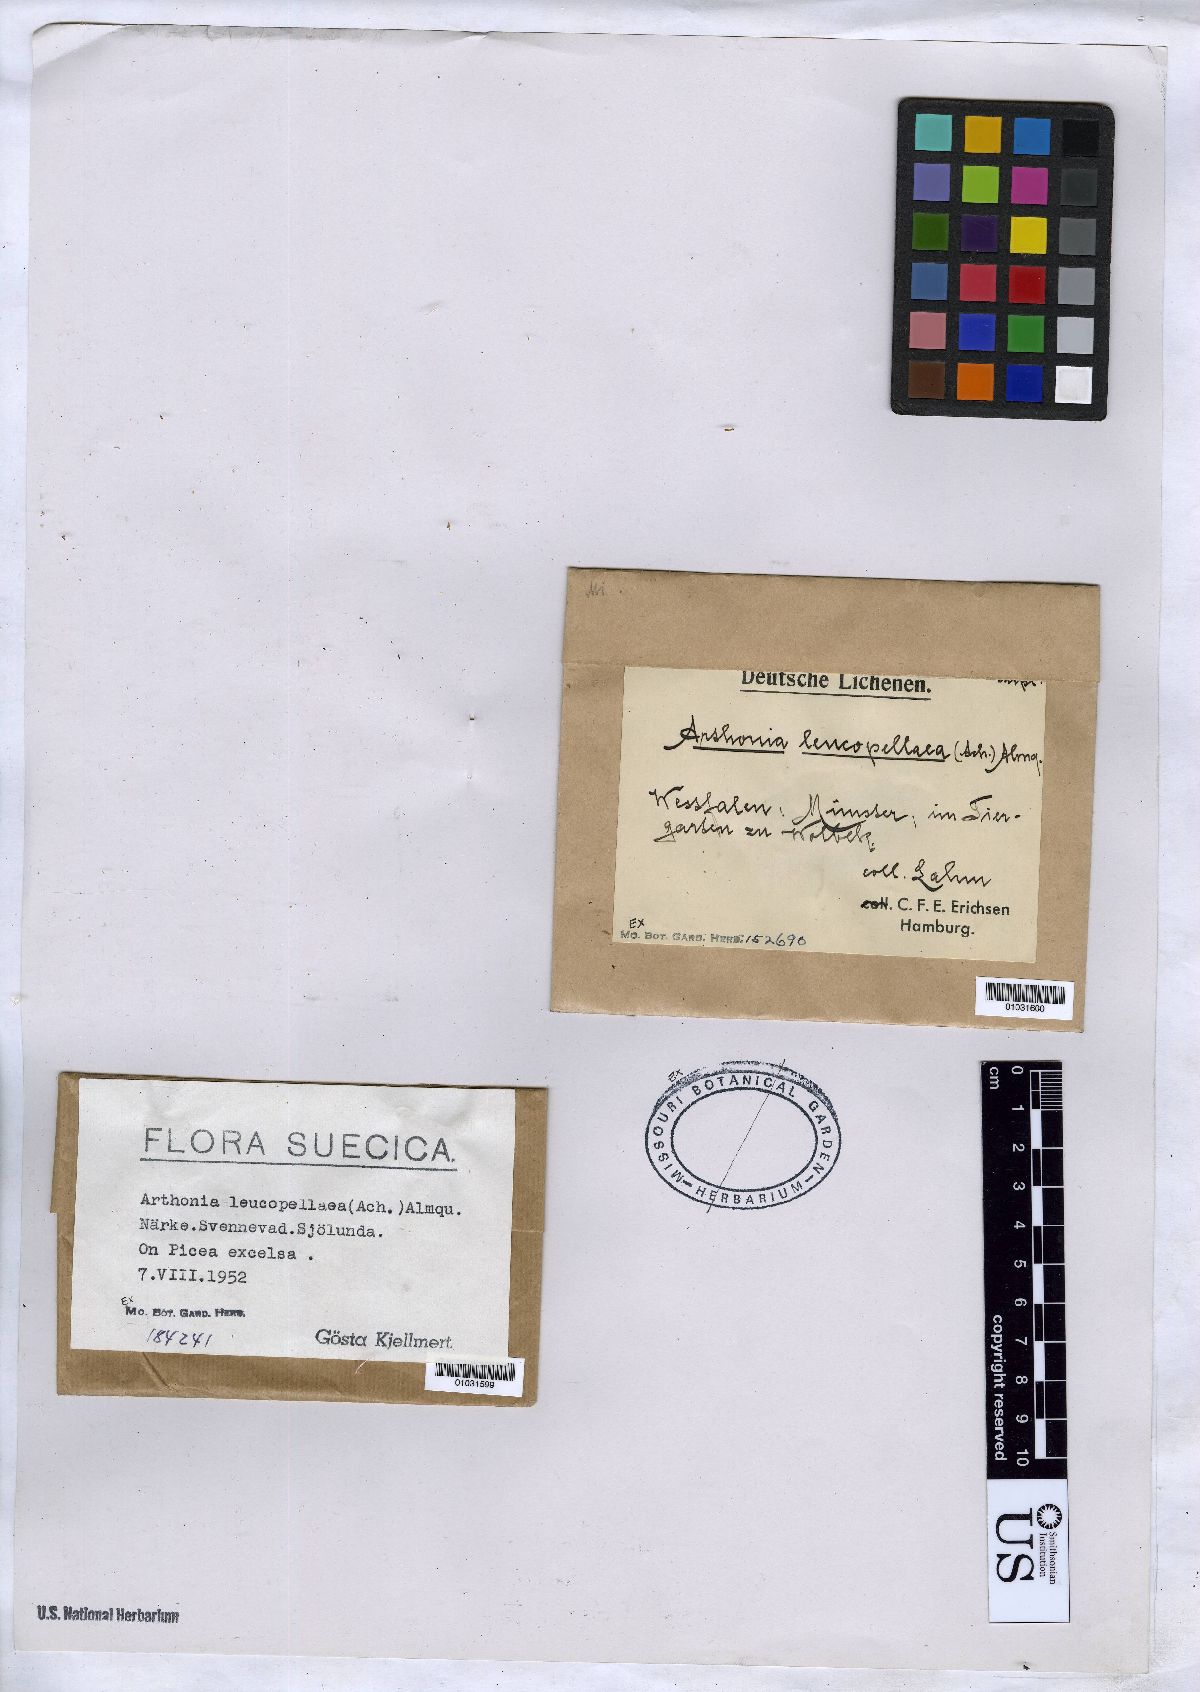 Deutsche Lichenen.
Arthonia leucopellaea (Ach.) Almq.
Westfalen: Münster; im Tier-
garten zu Wolbek.
coll. Lahm
coll. C. F. E. Erichsen
Hamburg.
Ex
Mo. Bot. Gard. Herb. 152690
01031600
Ex
MISSOURI BOTANICAL GARDEN
HERBARIUM
FLORA SUECICA.
Arthonia leucopellaea(Ach.)Almqu.
Närke.Svennevad.Sjölunda.
On Picea excelsa .
7.VIII.1952
Ex
Mo. Bot. Gard. Herb.
184241
Gösta Kjellmert
01031599
cm
0 1 2 3 4 5 6 7 8 9 10
copyright reserved
US
Smithsonian
Institution
U.S. National Herbarium